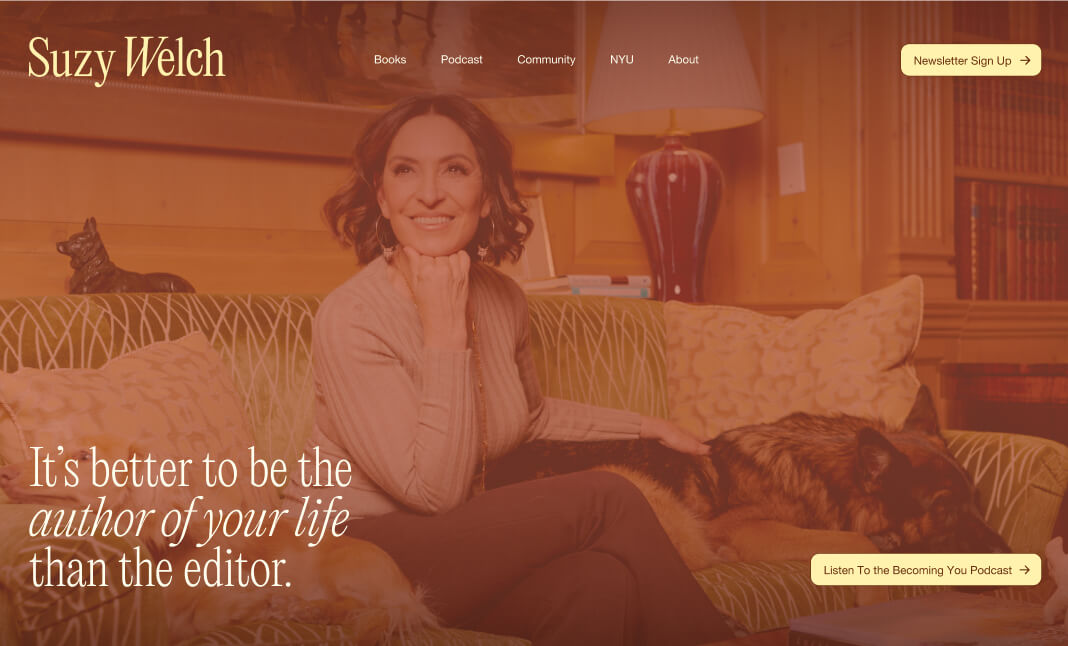 Suzy Welch
Books
Podcast
Community
NYU
About
Newsletter Sign Up →
It's better to be the
author of your life
than the editor.
Listen To the Becoming You Podcast →